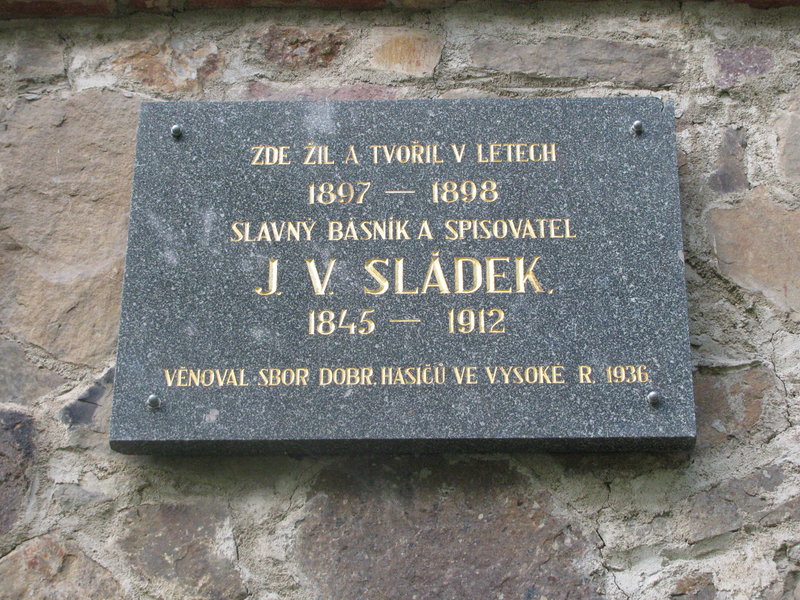 ZDE ŽIL A TVOŘIL V LETECH
1897 — 1898
SLAVNÝ BÁSNÍK A SPISOVATEL
J. V. SLÁDEK.
1845 — 1912
VĚNOVAL SBOR DOBR. HASIČŮ VE VYSOKÉ R. 1936.